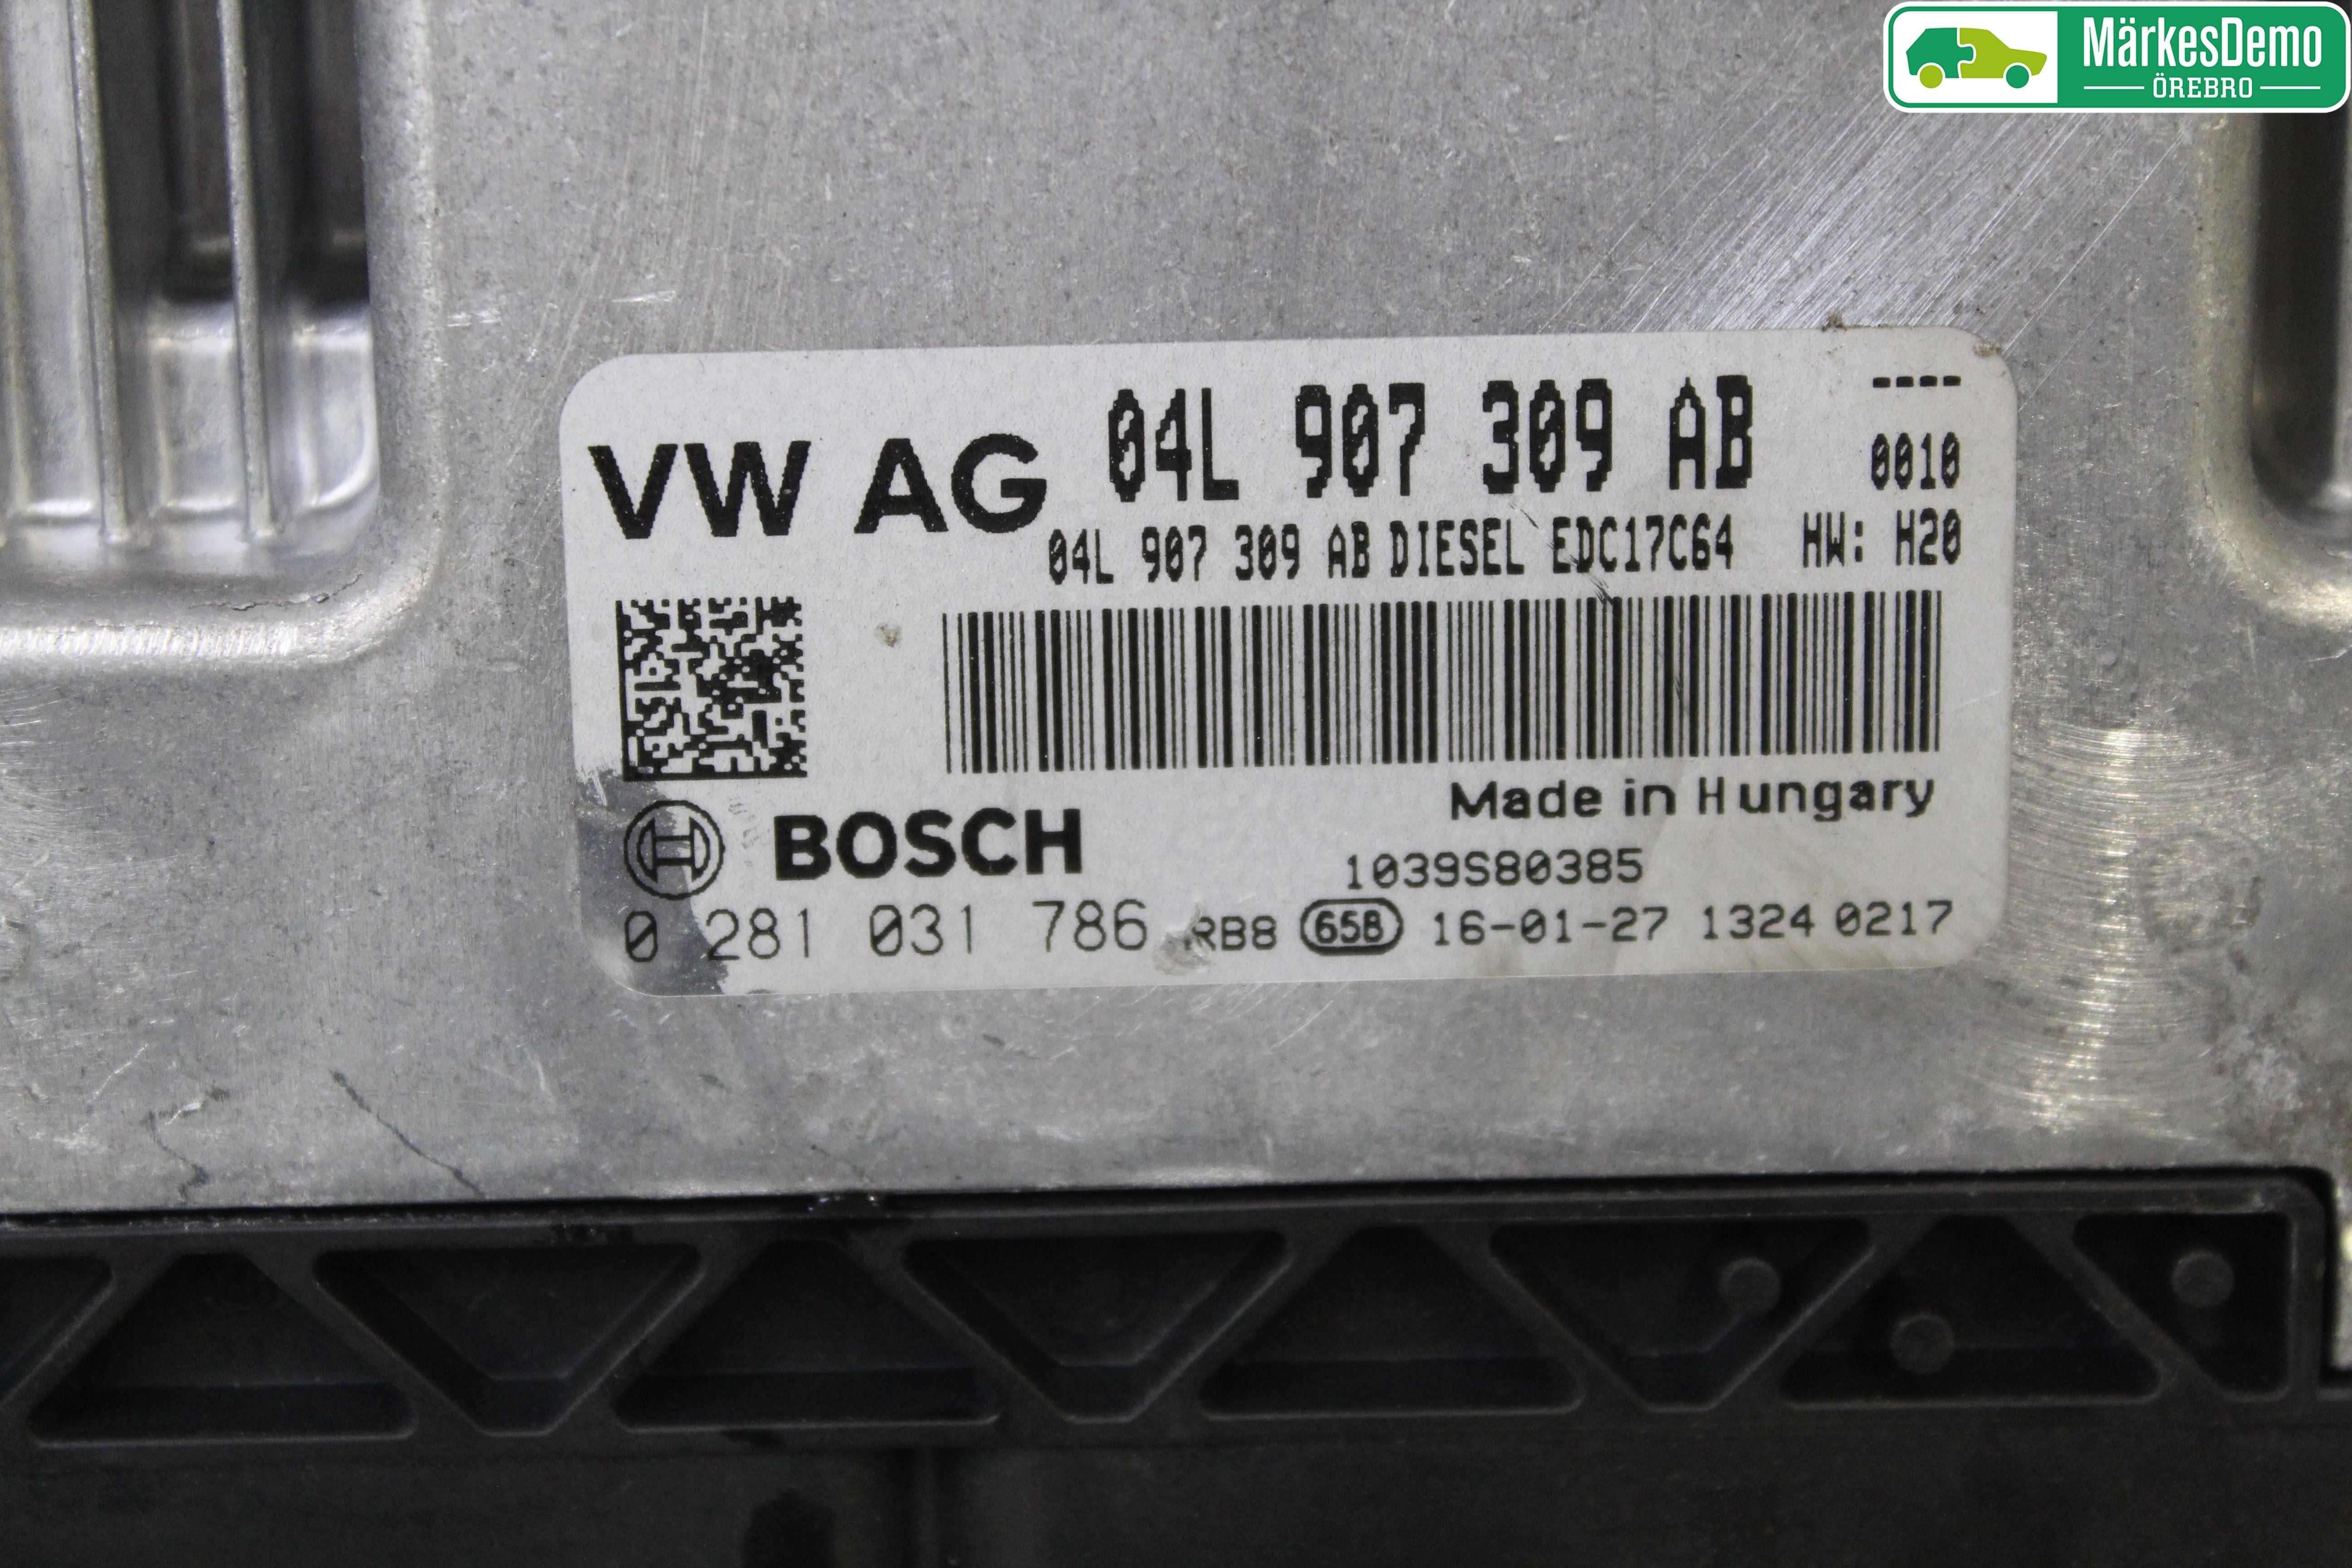 MärkesDemo
ÖREBRO
VW AG 04L 907 309 AB ----
0010
04L 907 309 AB DIESEL EDC17C64 HW: H20
Made in Hungary
BOSCH
1039S80385
0 281 031 786 RB8 65B 16-01-27 1324 0217